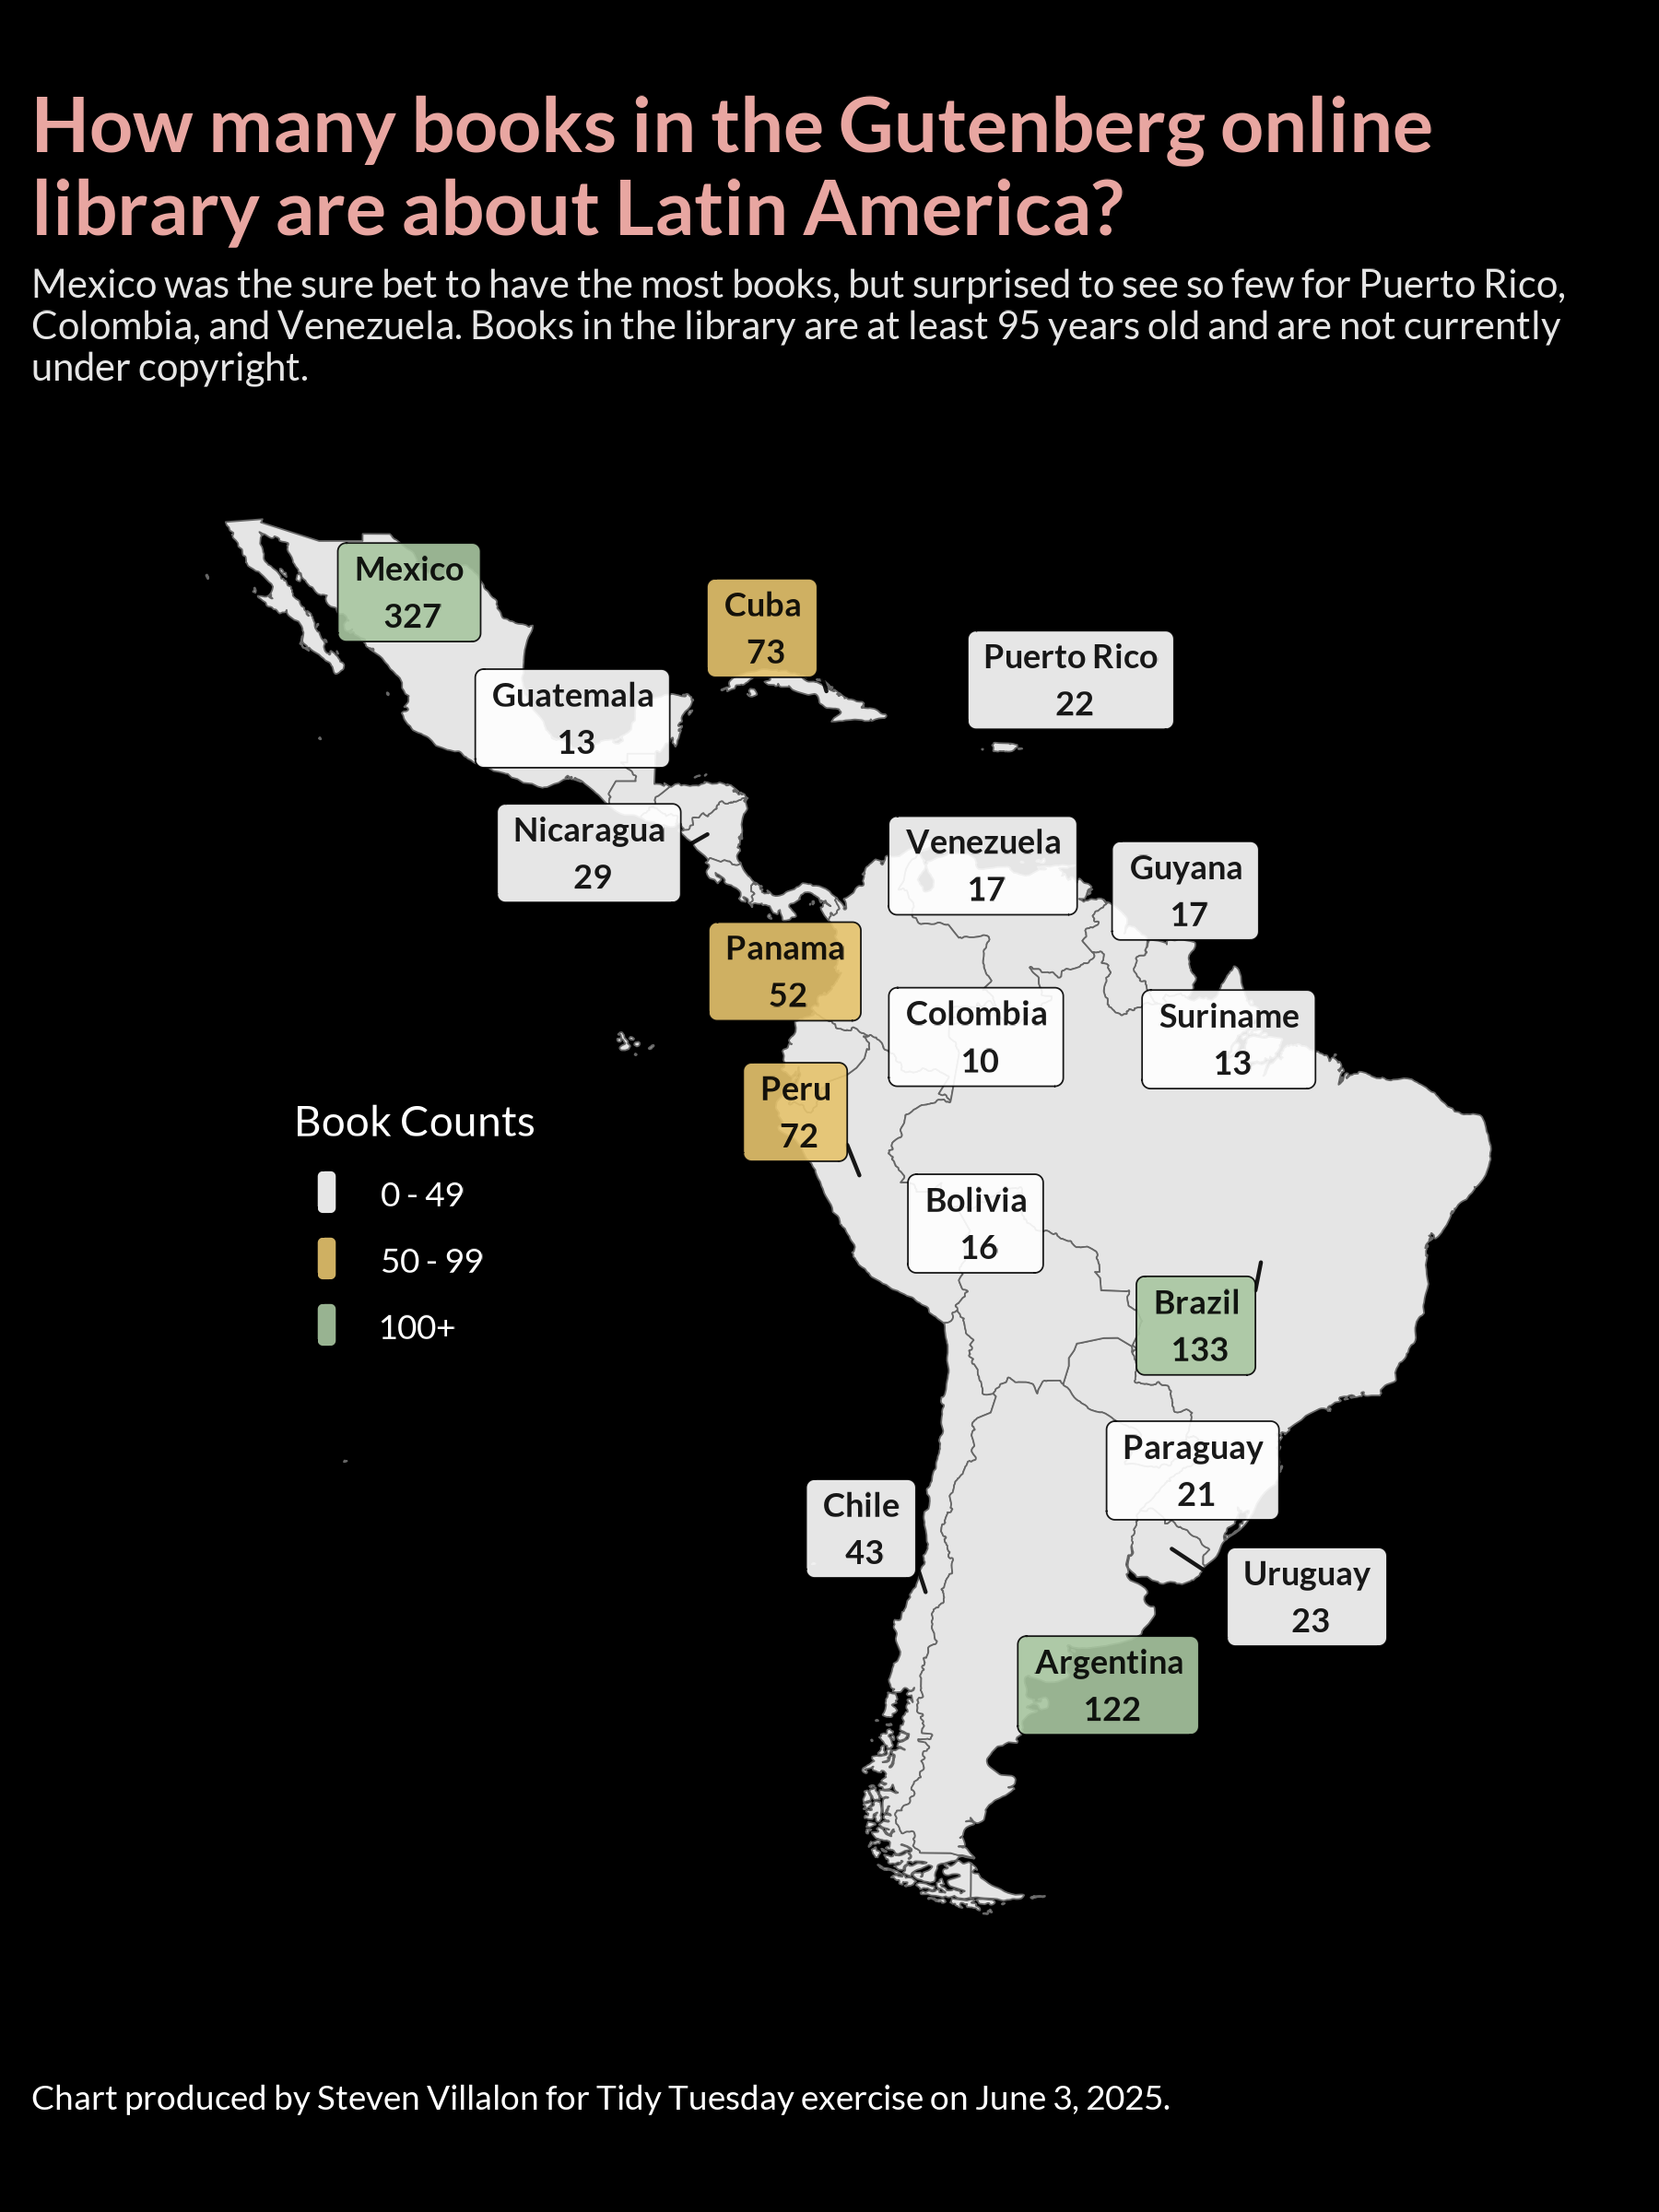 How many books in the Gutenberg online
library are about Latin America?
Mexico was the sure bet to have the most books, but surprised to see so few for Puerto Rico,
Colombia, and Venezuela. Books in the library are at least 95 years old and are not currently
under copyright.
Mexico
327
Cuba
73
Puerto Rico
22
Guatemala
13
Nicaragua
29
Venezuela
17
Guyana
17
Panama
52
Colombia
10
Suriname
13
Peru
72
Book Counts
0 - 49
50 - 99
100+
Bolivia
16
Brazil
133
Paraguay
21
Chile
43
Uruguay
23
Argentina
122
Chart produced by Steven Villalon for Tidy Tuesday exercise on June 3, 2025.